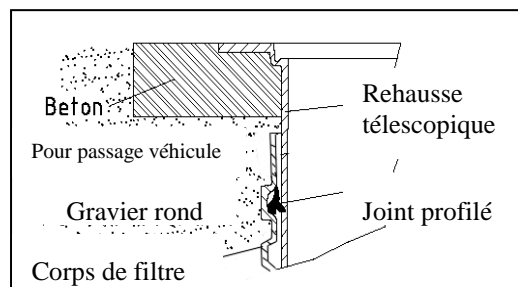 Beton
Rehausse
télescopique
Pour passage véhicule
Gravier rond
Joint profilé
Corps de filtre